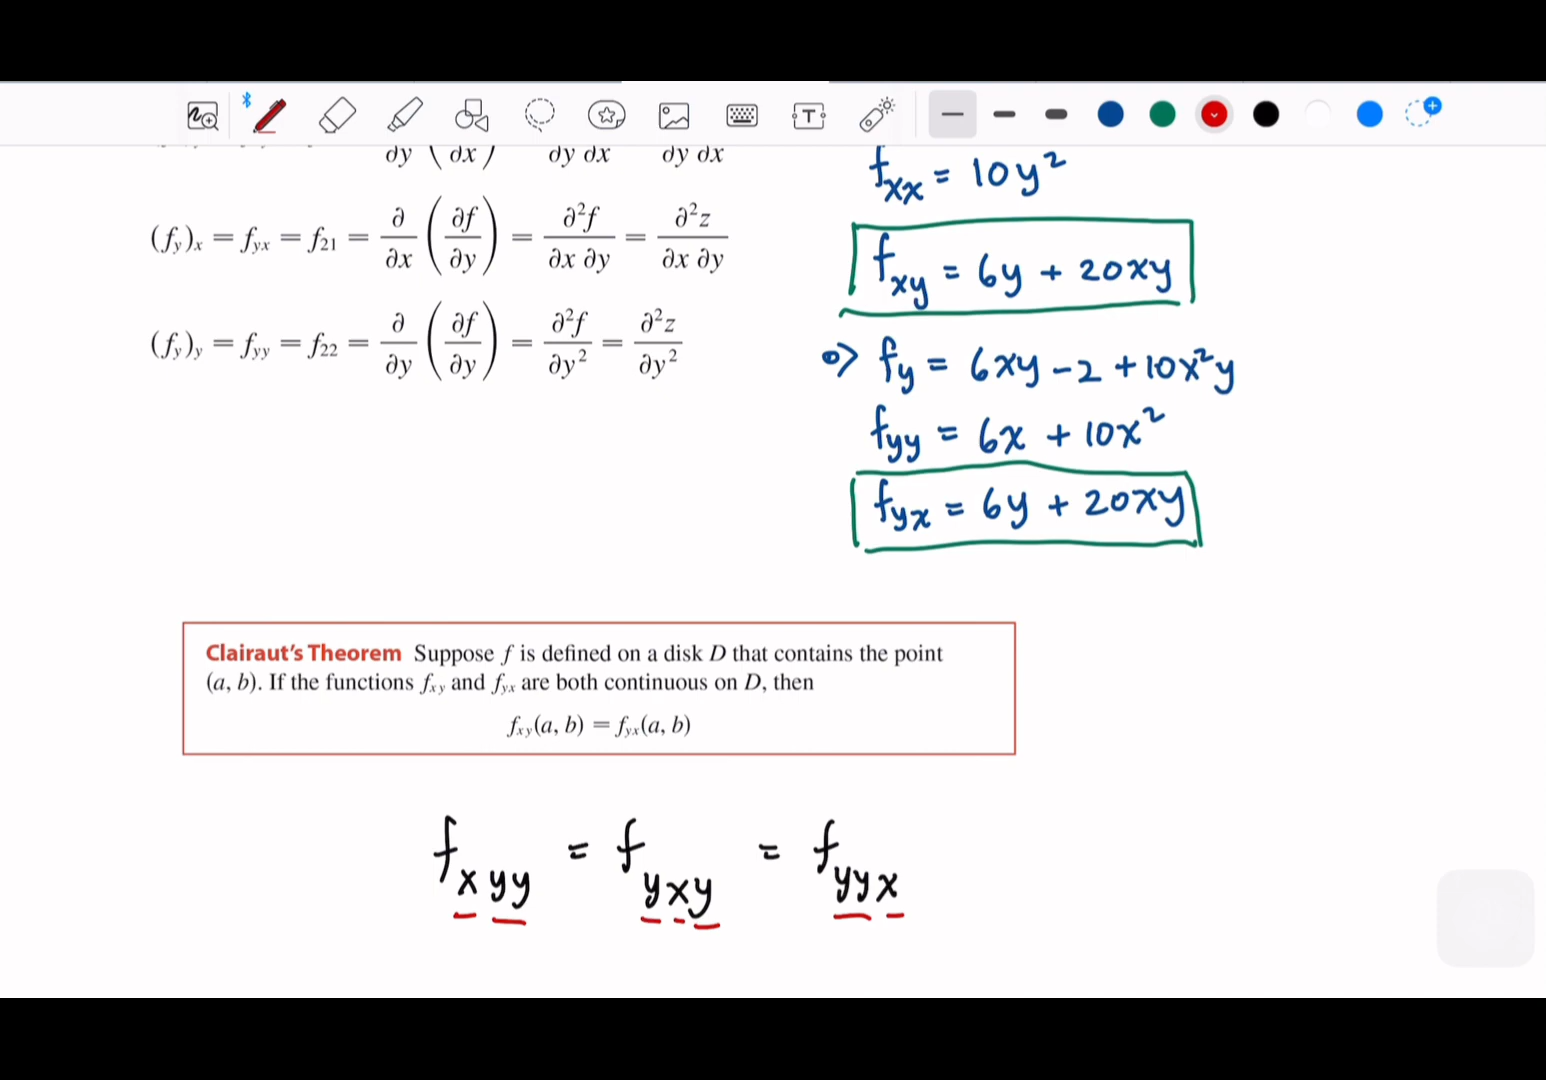 ∂y ( ∂x ) ∂y ∂x ∂y ∂x
(f_y)_x = f_yx = f_21 = ∂/∂x (∂f/∂y) = ∂²f/∂x ∂y = ∂²z/∂x ∂y
(f_y)_y = f_yy = f_22 = ∂/∂y (∂f/∂y) = ∂²f/∂y² = ∂²z/∂y²
f_xx = 10y²
f_xy = 6y + 20xy
=> f_y = 6xy - 2 + 10x²y
f_yy = 6x + 10x²
f_yx = 6y + 20xy
Clairaut's Theorem Suppose f is defined on a disk D that contains the point
(a, b). If the functions f_xy and f_yx are both continuous on D, then
f_xy(a, b) = f_yx(a, b)
f_xyy = f_yxy = f_yyx